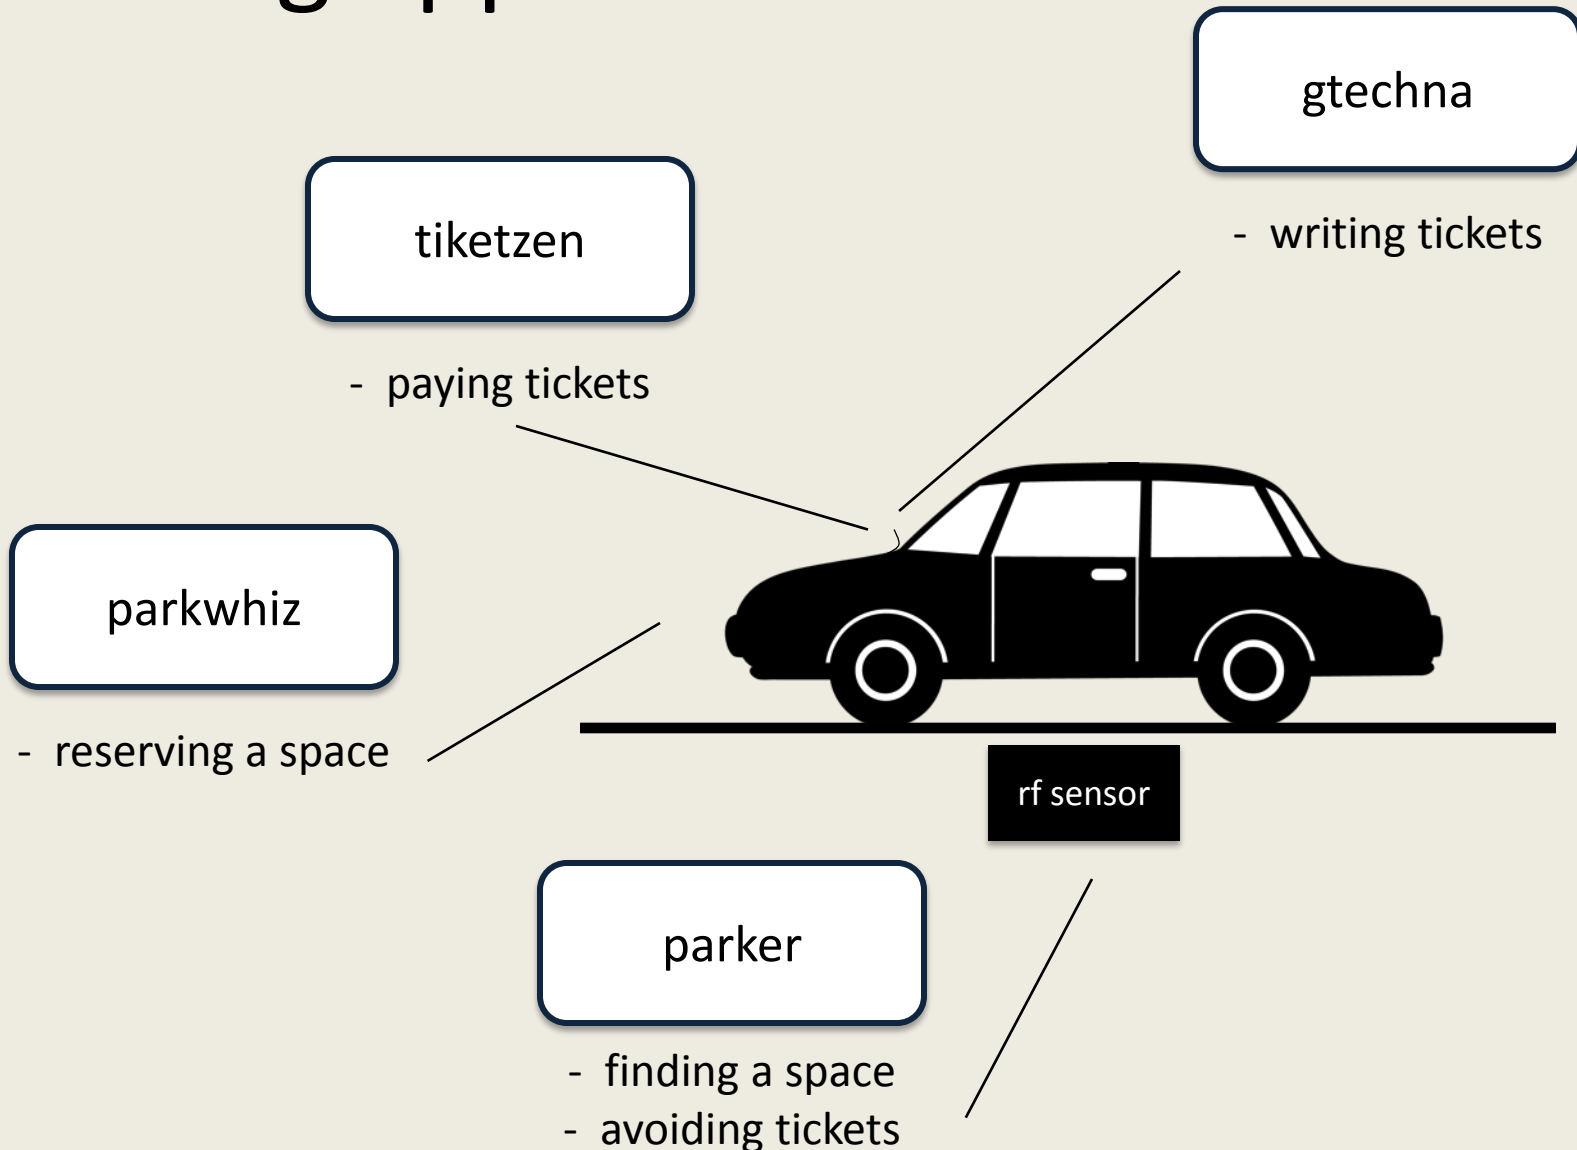 gtechna
- writing tickets
tiketzen
- paying tickets
parkwhiz
- reserving a space
rf sensor
parker
- finding a space
- avoiding tickets